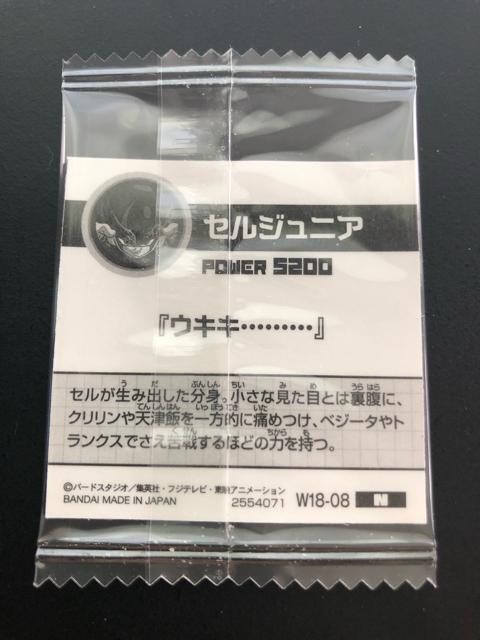 セルジュニア
POWER 5200
『ウキキ………』
セルが生み出した分身。小さな見た目とは裏腹に、
クリリンや天津飯を一方的に痛めつけ、ベジータやト
ランクスでさえ苦戦するほどの力を持つ。
©バードスタジオ／集英社・フジテレビ・東映アニメーション
BANDAI MADE IN JAPAN 2554071 W18-08 N